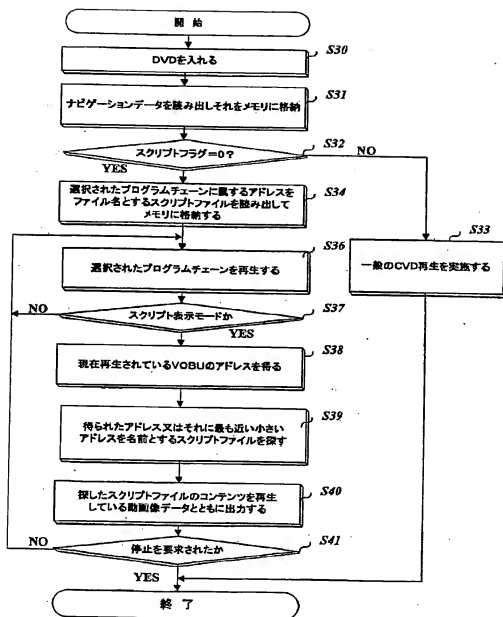 開 始
S30
DVDを入れる
S31
ナビゲーションデータを読み出しそれをメモリに格納
S32
スクリプトフラグ=0?
NO
YES
選択されたプログラムチェーンに属するアドレスを
ファイル名とするスクリプトファイルを読み出して
メモリに格納する
S34
S33
一般のCVD再生を実施する
S36
選択されたプログラムチェーンを再生する
S37
NO
スクリプト表示モードか
YES
S38
現在再生されているVOBUのアドレスを得る
S39
得られたアドレス又はそれに最も近い小さい
アドレスを名前とするスクリプトファイルを探す
S40
探したスクリプトファイルのコンテンツを再生
している動画像データとともに出力する
S41
NO
停止を要求されたか
YES
終 了